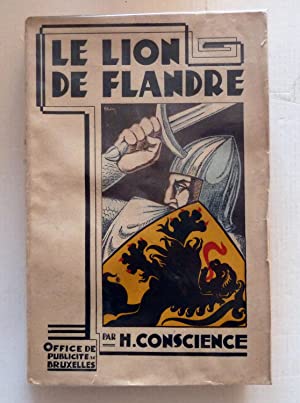 LE LION
DE FLANDRE
PAR H. CONSCIENCE
OFFICE DE
PUBLICITÉ
BRUXELLES